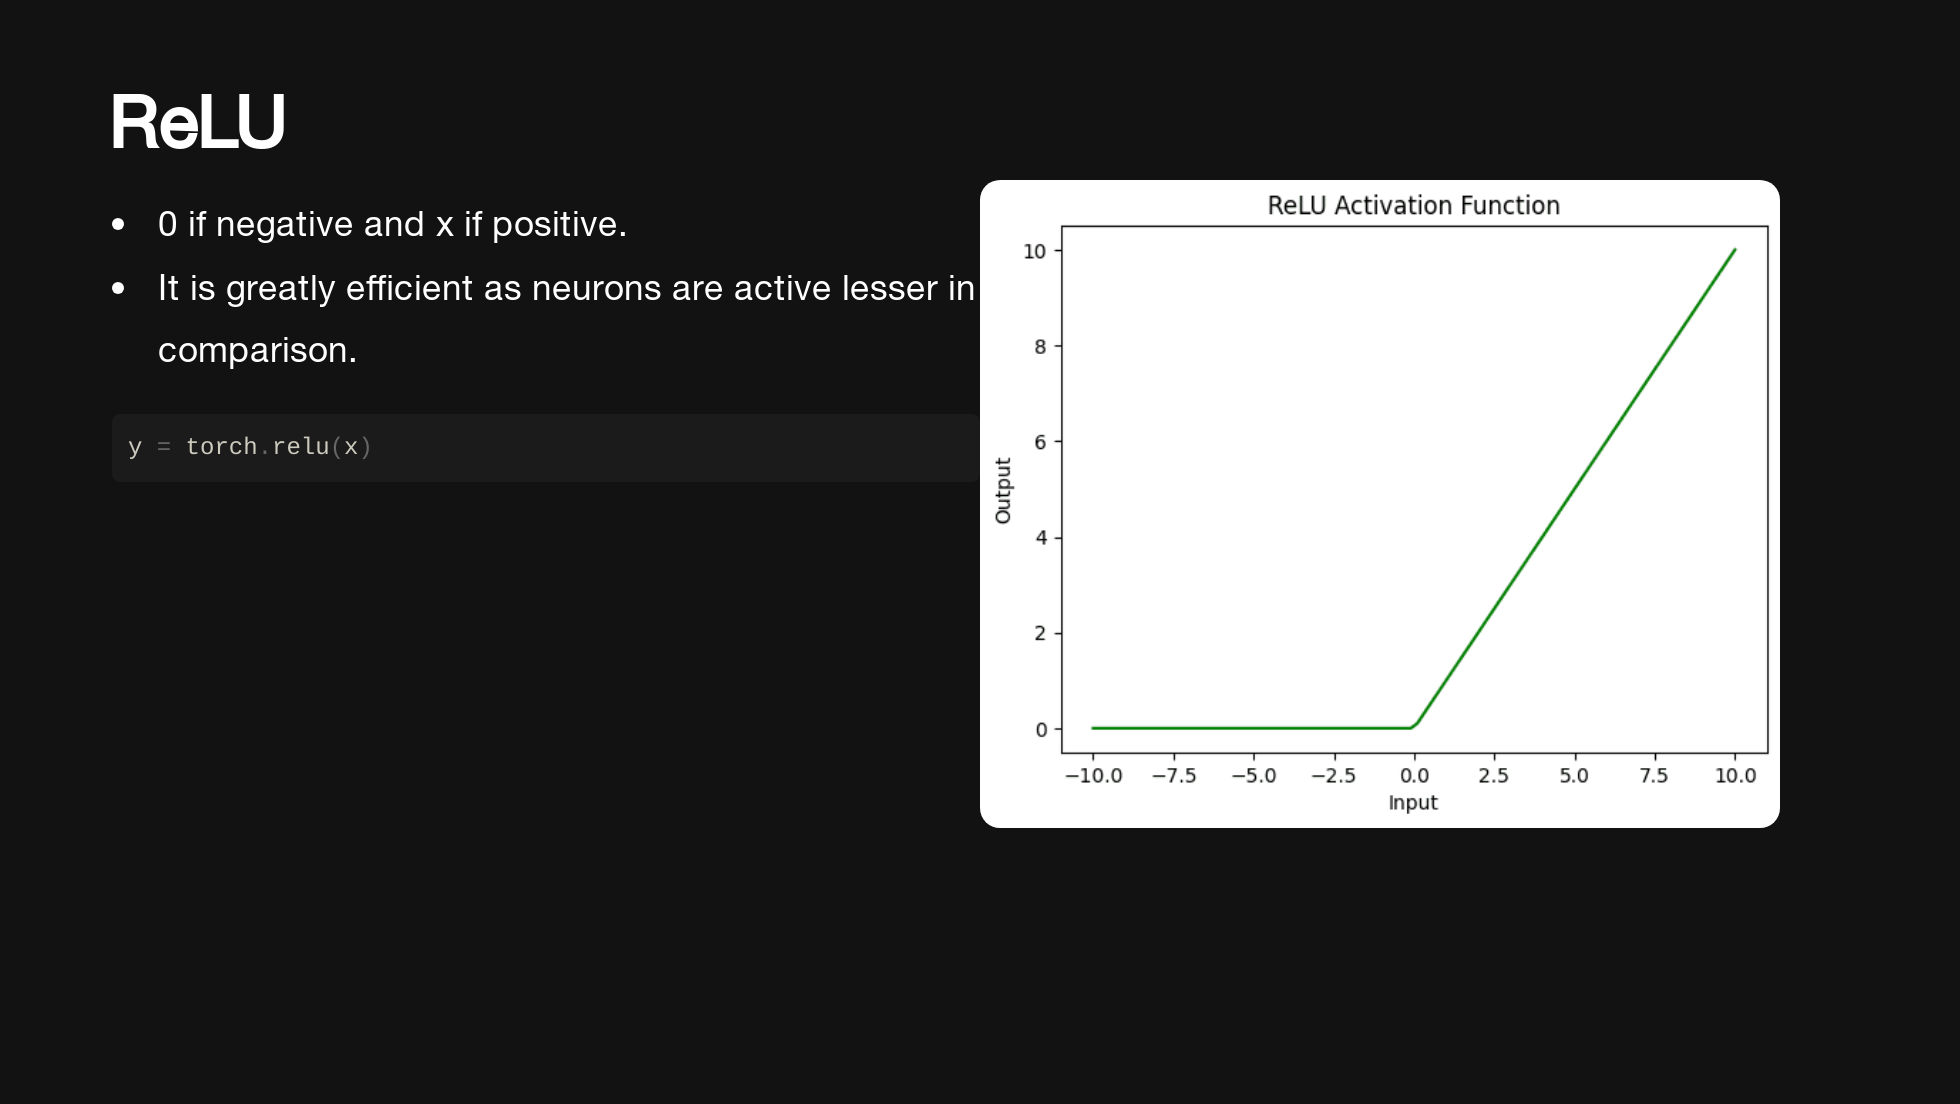 ReLU
• 0 if negative and x if positive.
• It is greatly efficient as neurons are active lesser in
comparison.
y = torch.relu(x)
ReLU Activation Function
10
8
6
4
2
0
Output
−10.0 −7.5 −5.0 −2.5 0.0 2.5 5.0 7.5 10.0
Input